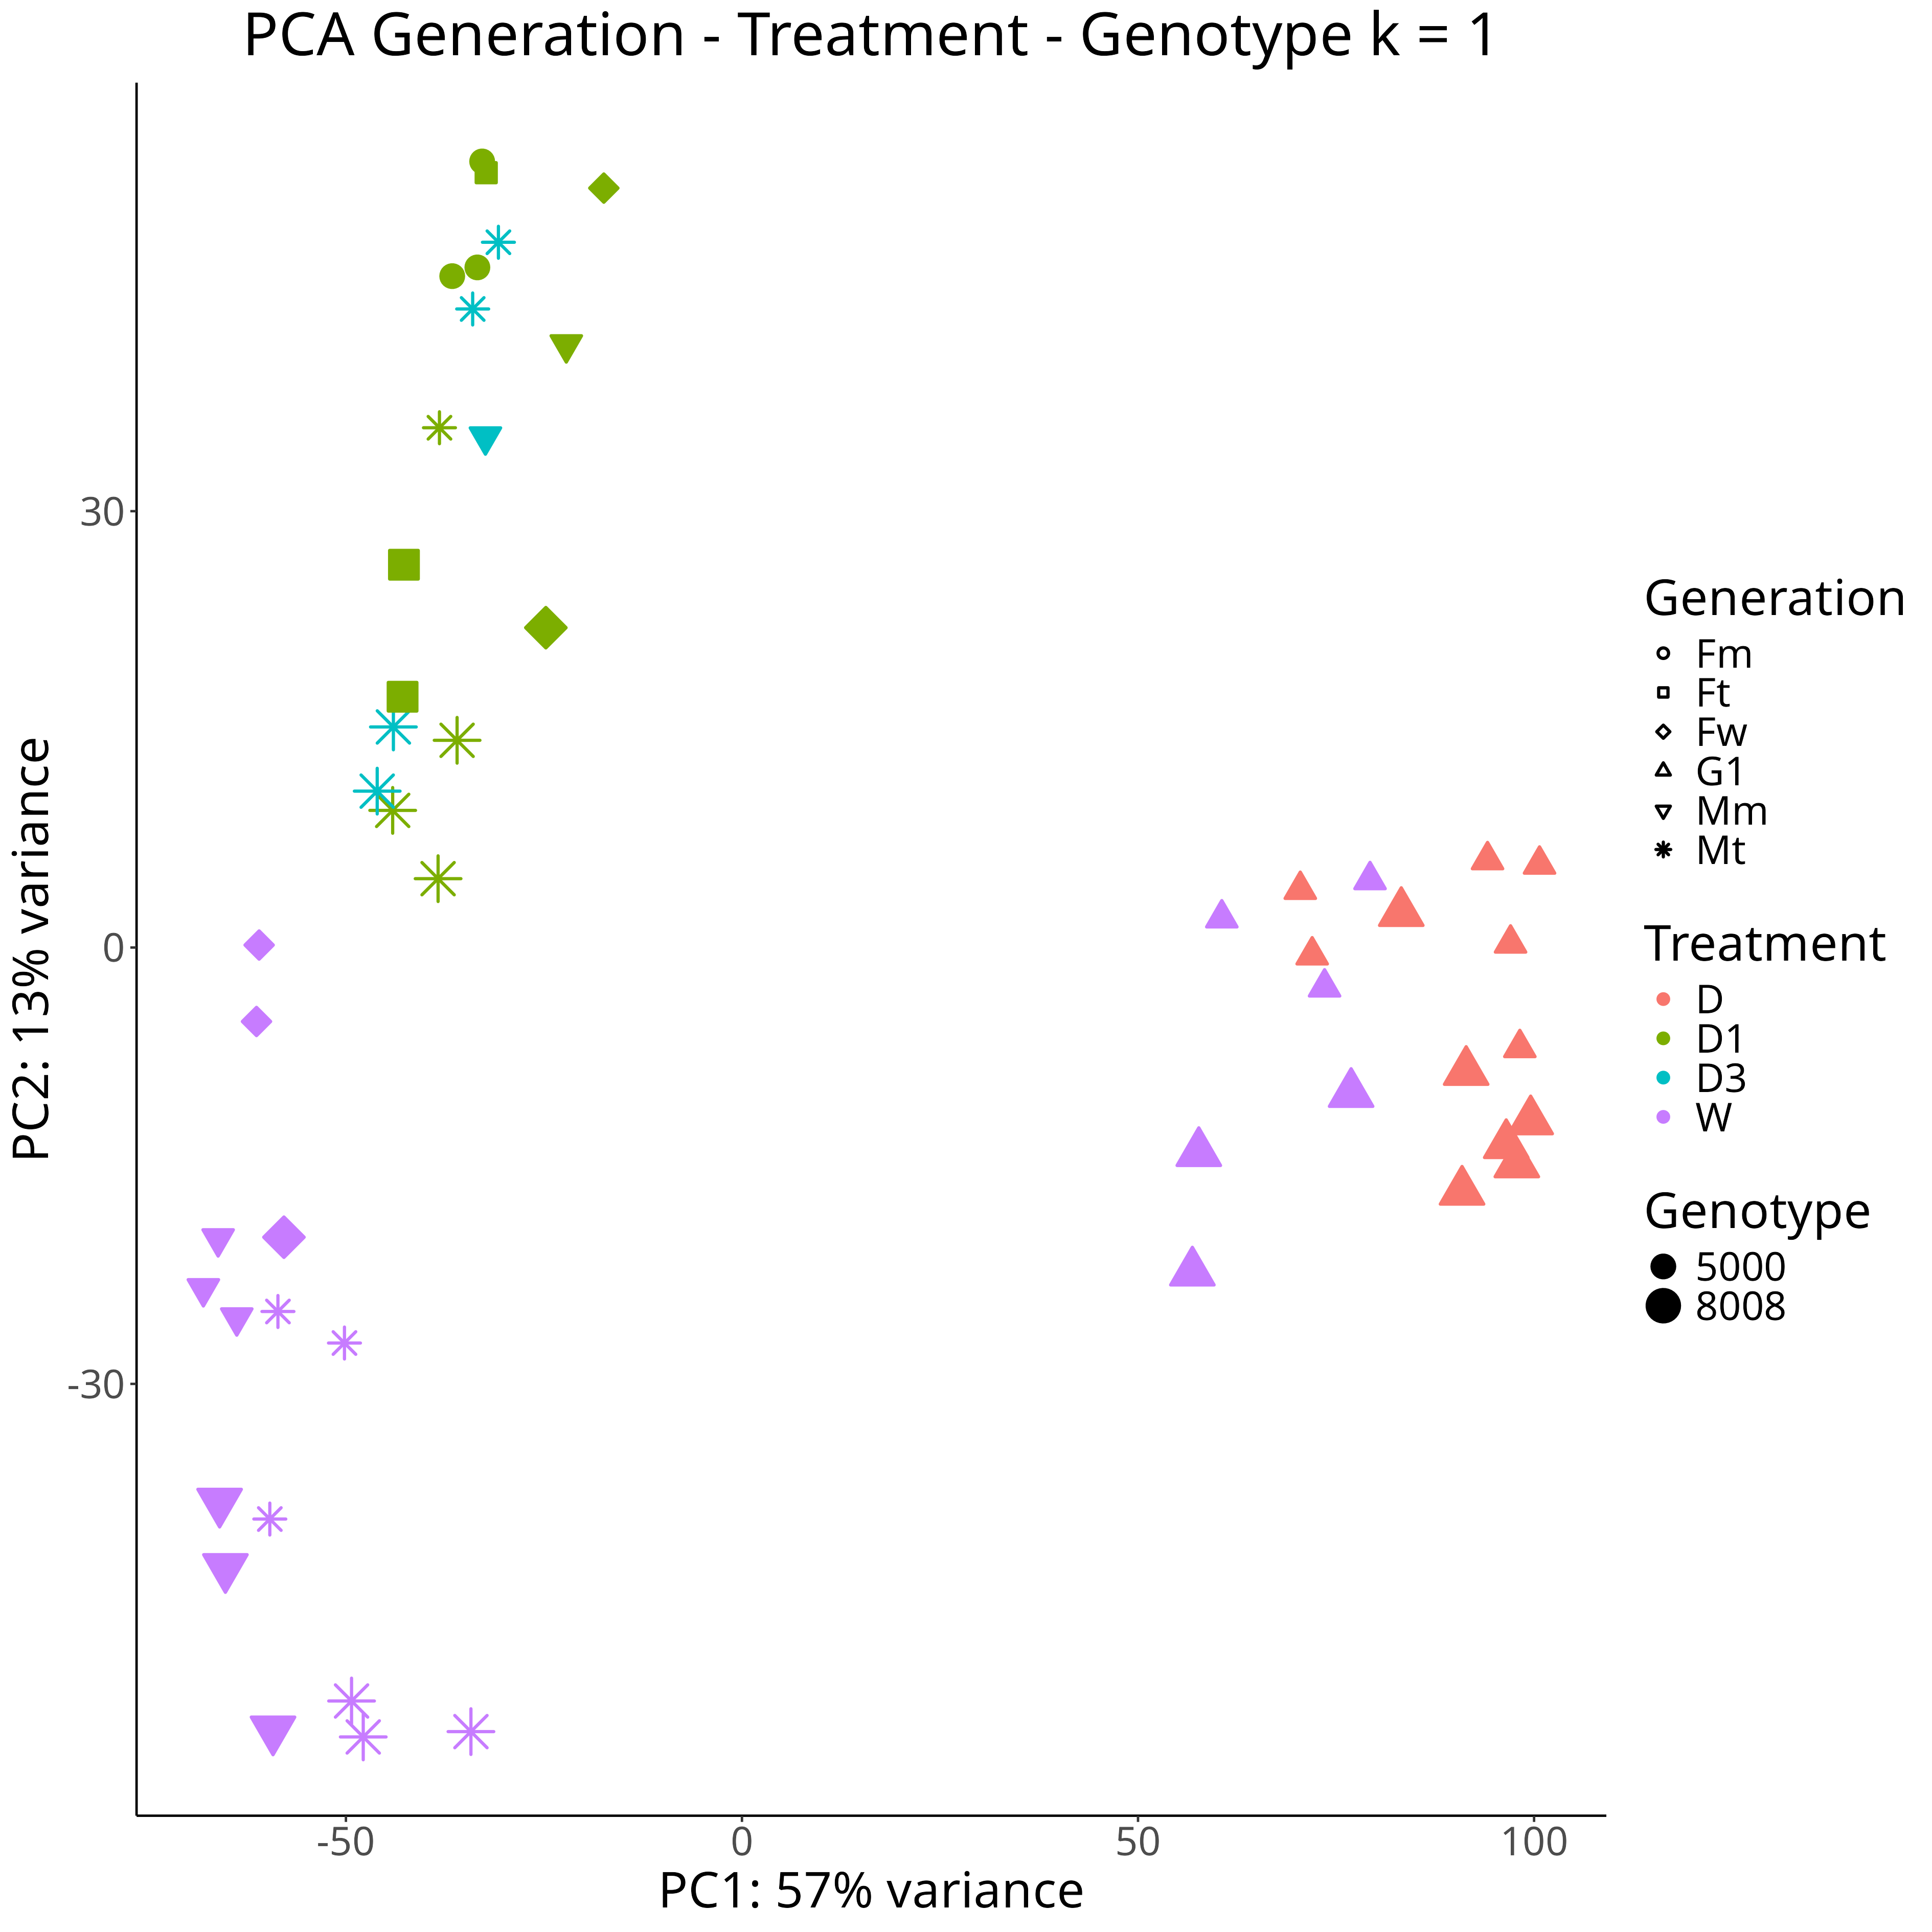 PCA Generation - Treatment - Genotype k = 1
PC2: 13% variance
30
0
-30
-50
0
50
100
PC1: 57% variance
Generation
Fm
Ft
Fw
G1
Mm
Mt
Treatment
D
D1
D3
W
Genotype
5000
8008